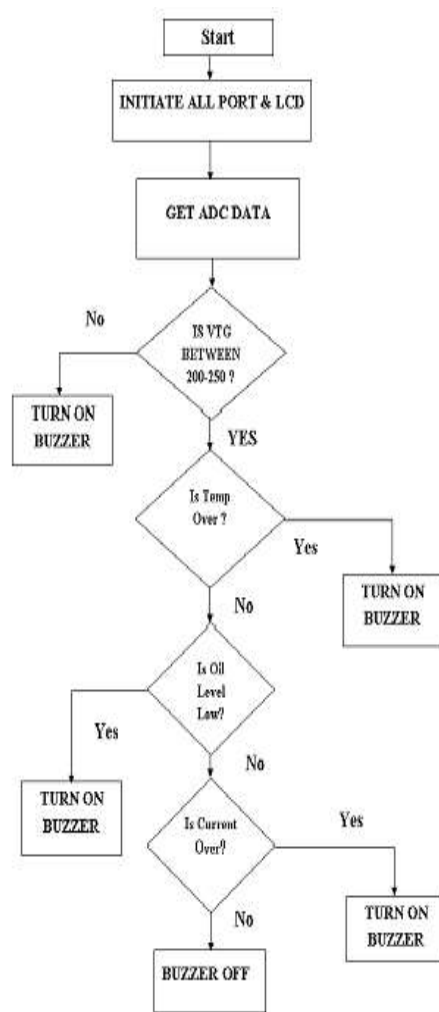 Start
INITIATE ALL PORT & LCD
GET ADC DATA
No
IS VTG
BETWEEN
200-250 ?
TURN ON
BUZZER
YES
Is Temp
Over ?
Yes
TURN ON
BUZZER
No
Is Oil
Level
Low?
Yes
TURN ON
BUZZER
No
Is Current
Over?
Yes
TURN ON
BUZZER
No
BUZZER OFF